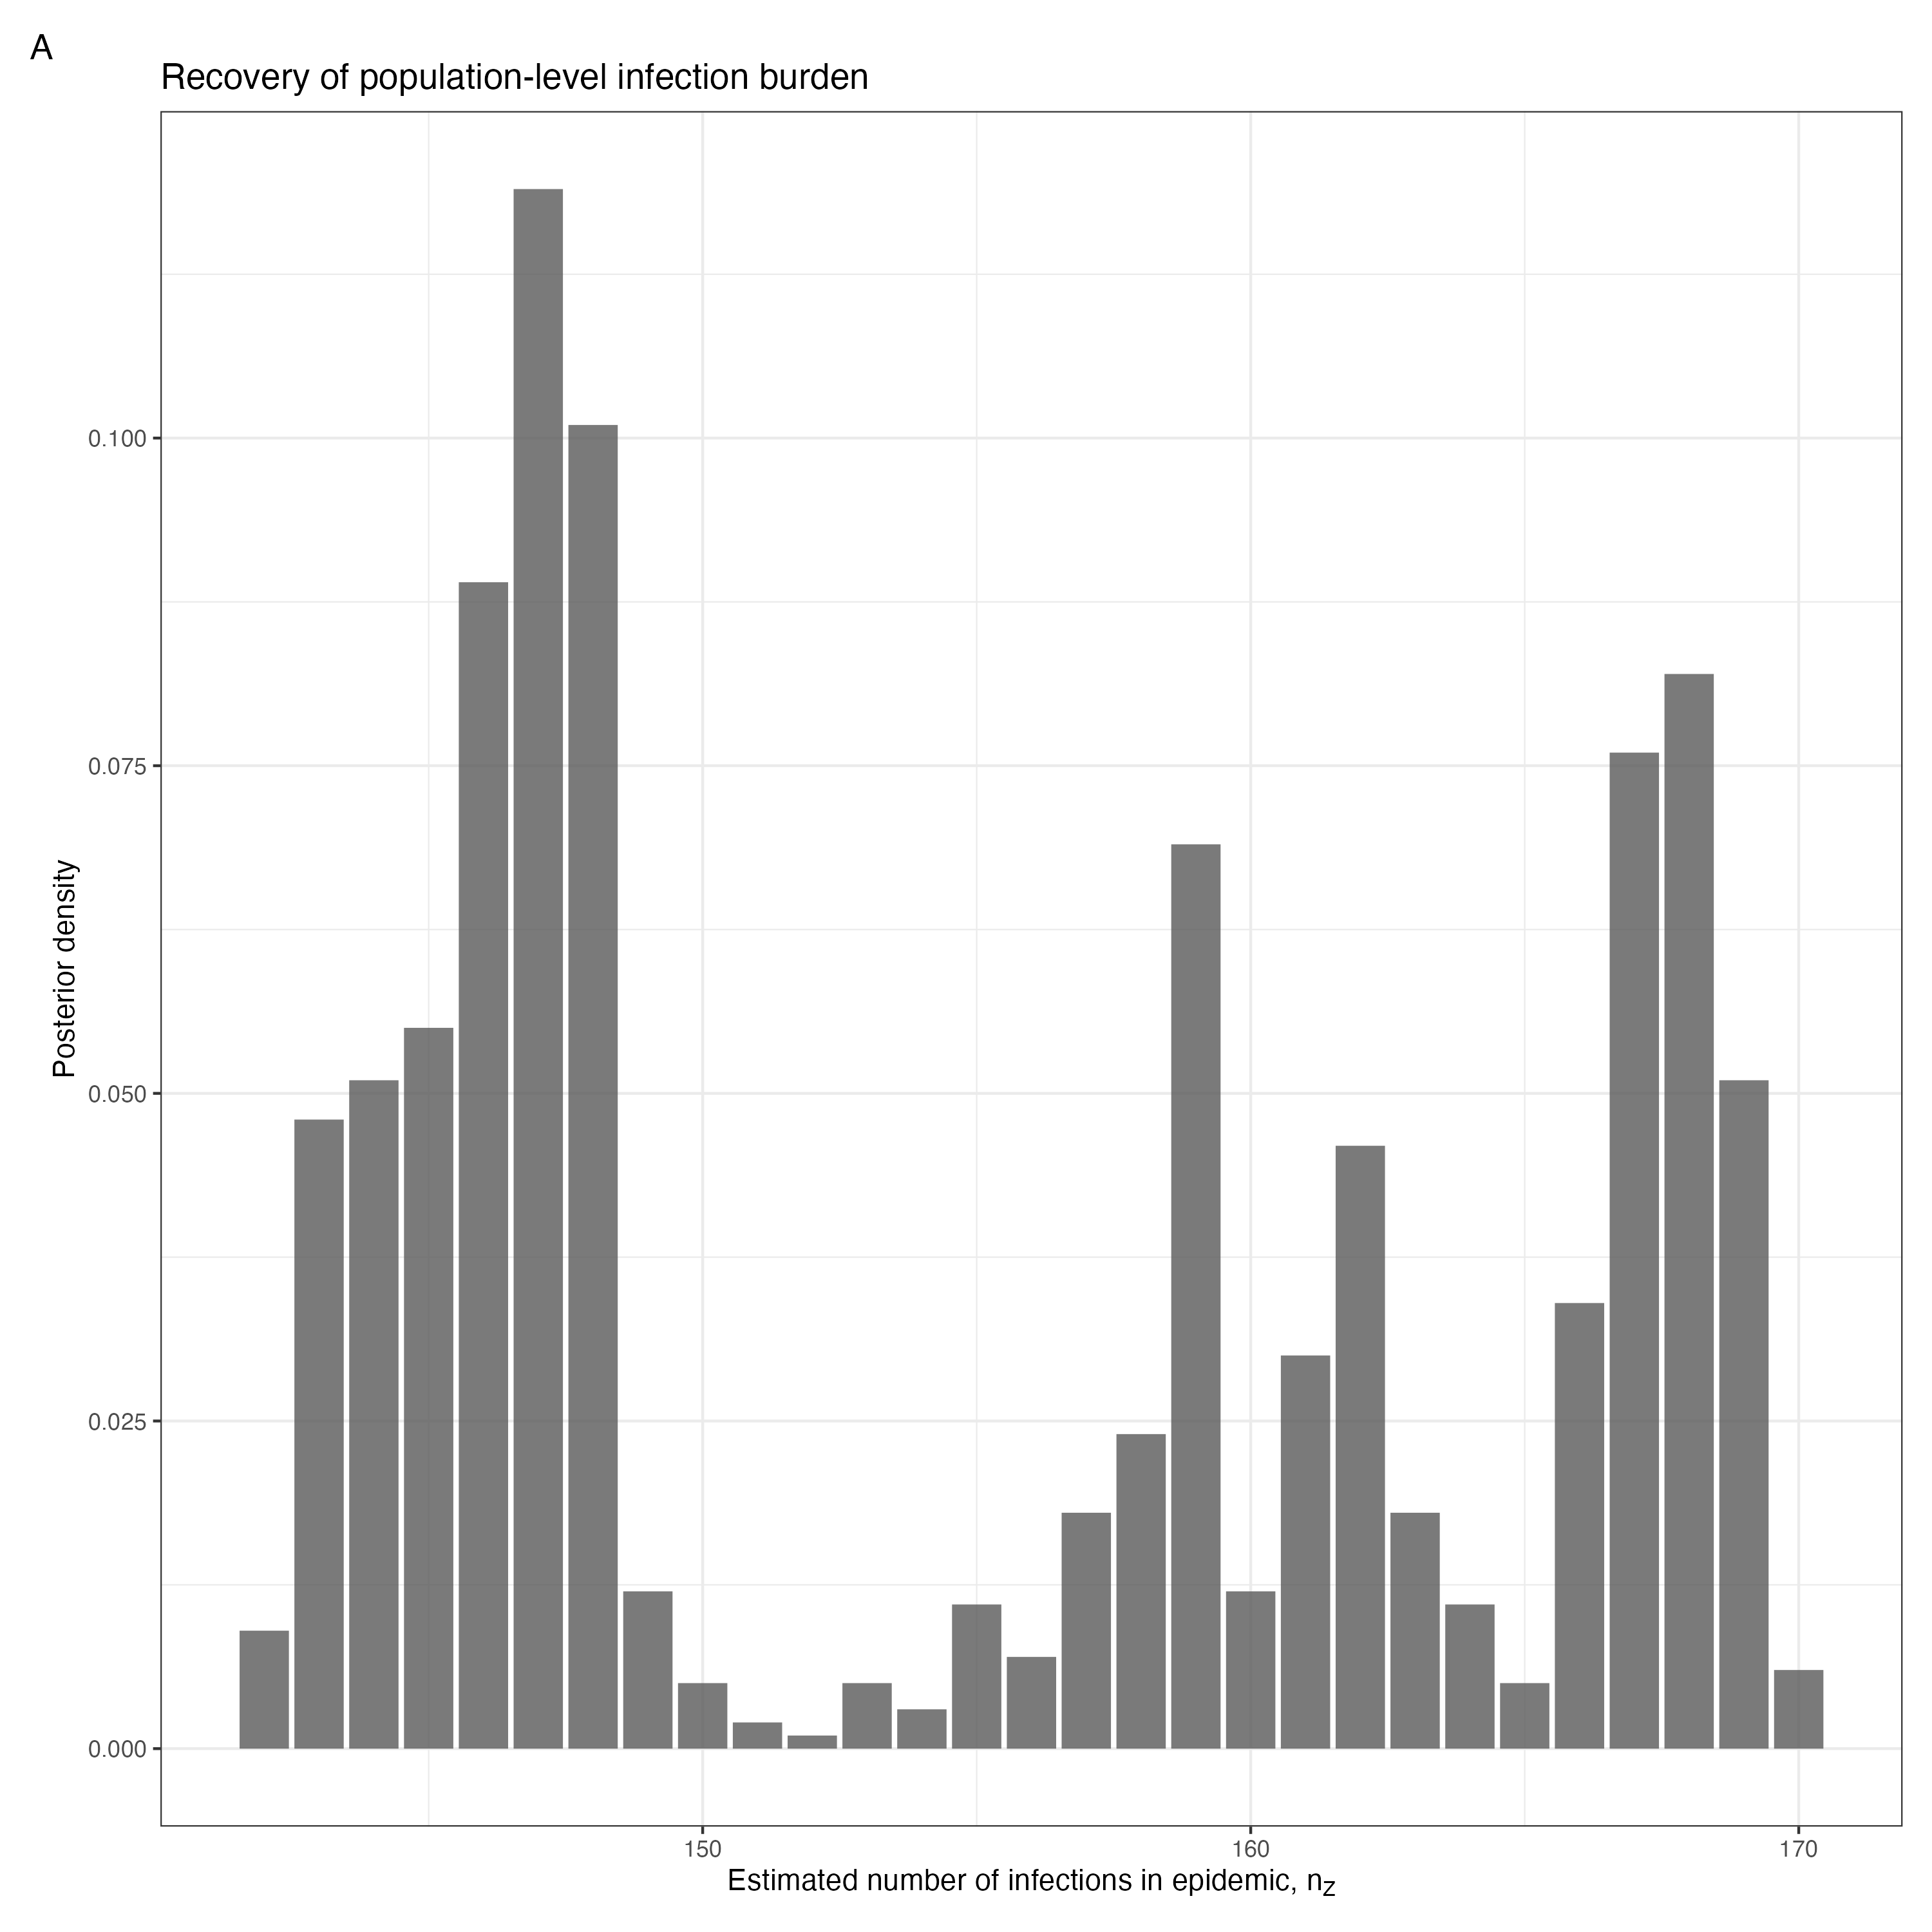 A
Recovery of population-level infection burden
Posterior density
0.100
0.075
0.050
0.025
0.000
150
160
170
Estimated number of infections in epidemic, nZ